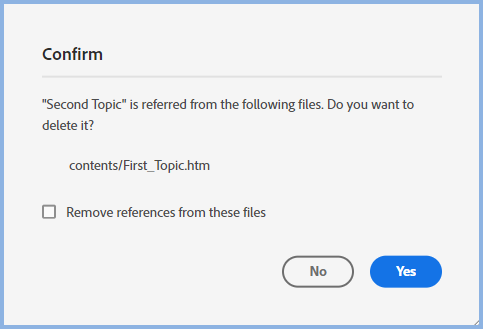 Confirm
"Second Topic" is referred from the following files. Do you want to
delete it?
contents/First_Topic.htm
Remove references from these files
No
Yes